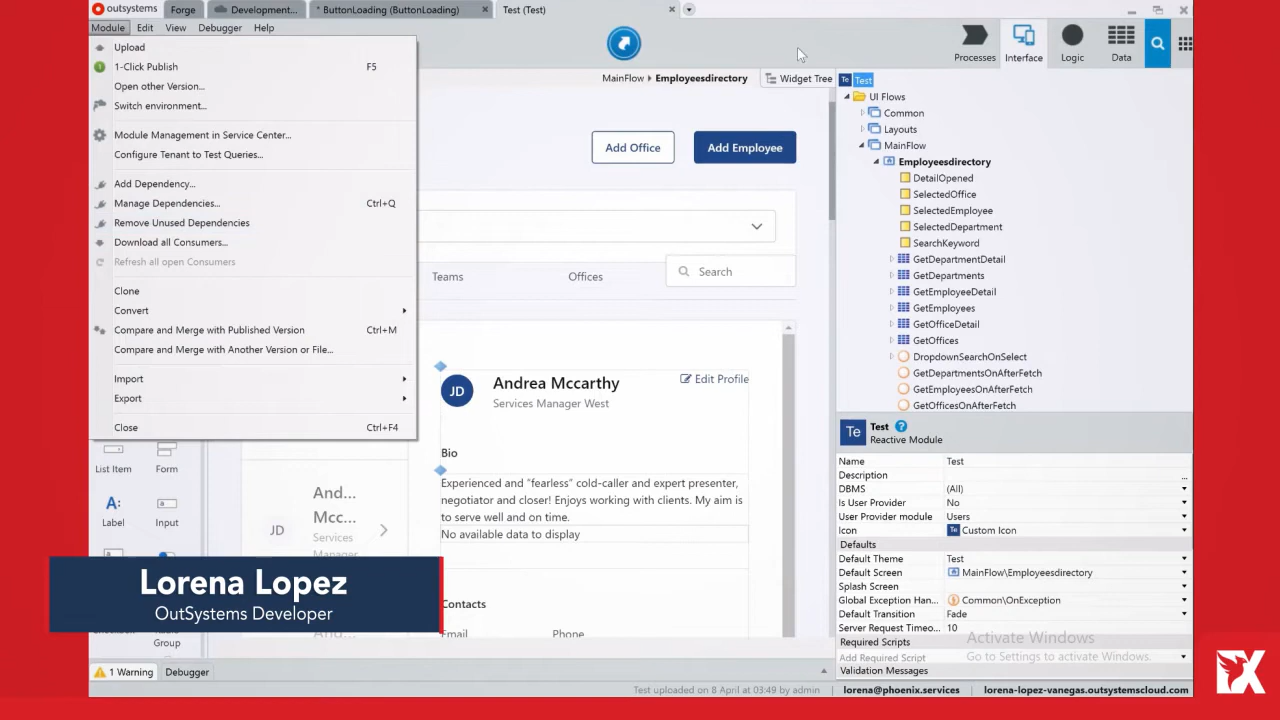 outsystems
Forge
Development...
* ButtonLoading (ButtonLoading)
Test (Test)
Module
Edit
View
Debugger
Help
Upload
1-Click Publish F5
Open other Version...
Switch environment...
Module Management in Service Center...
Configure Tenant to Test Queries...
Add Dependency...
Manage Dependencies... Ctrl+Q
Remove Unused Dependencies
Download all Consumers...
Refresh all open Consumers
Clone
Convert
Compare and Merge with Published Version Ctrl+M
Compare and Merge with Another Version or File...
Import
Export
Close Ctrl+F4
List Item
Form
A:
Label
Input
Group
1 Warning
Debugger
MainFlow Employeesdirectory
Widget Tree
Add Office
Add Employee
Teams
Offices
Search
JD
Andrea Mccarthy
Services Manager West
Edit Profile
Bio
Experienced and "fearless" cold-caller and expert presenter,
negotiator and closer! Enjoys working with clients. My aim is
to serve well and on time.
No available data to display
Contacts
Email
Phone
JD
And...
Mcc...
Services
Manager
Lorena Lopez
OutSystems Developer
Processes
Interface
Logic
Data
Te Test
UI Flows
Common
Layouts
MainFlow
Employeesdirectory
DetailOpened
SelectedOffice
SelectedEmployee
SelectedDepartment
SearchKeyword
GetDepartmentDetail
GetDepartments
GetEmployeeDetail
GetEmployees
GetOfficeDetail
GetOffices
DropdownSearchOnSelect
GetDepartmentsOnAfterFetch
GetEmployeesOnAfterFetch
GetOfficesOnAfterFetch
Te
Test
Reactive Module
Name Test
Description ...
DBMS (All)
Is User Provider No
User Provider module Users
Icon Te Custom Icon
Defaults
Default Theme Test
Default Screen MainFlow\Employeesdirectory
Splash Screen
Global Exception Han... Common\OnException
Default Transition Fade
Server Request Timeo... 10
Required Scripts
Add Required Script
Validation Messages
Activate Windows
Go to Settings to activate Windows.
Test uploaded on 8 April at 03:49 by admin
lorena@phoenix.services
lorena-lopez-vanegas.outsystemscloud.com